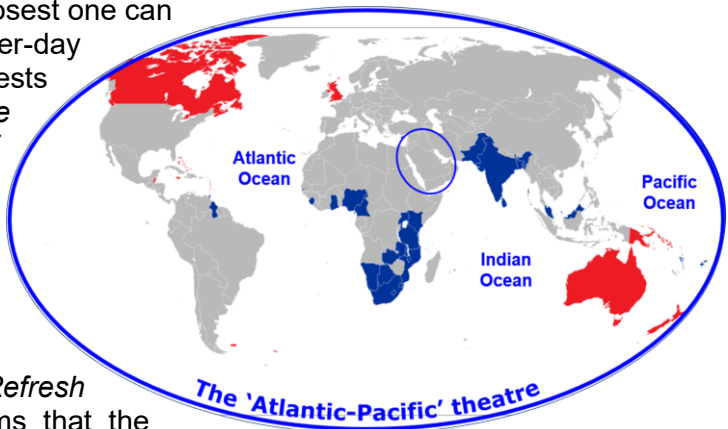 osest one can
er-day
ests
e
Atlantic
Ocean
Pacific
Ocean
Indian
Ocean
Refresh
The 'Atlantic-Pacific' theatre
ms that the